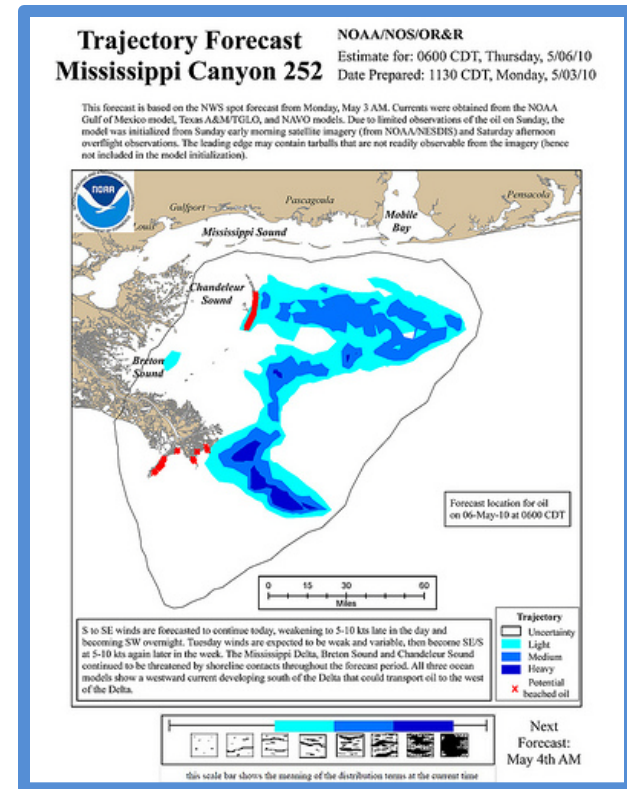 Trajectory Forecast
Mississippi Canyon 252
NOAA/NOS/OR&R
Estimate for: 0600 CDT, Thursday, 5/06/10
Date Prepared: 1130 CDT, Monday, 5/03/10
This forecast is based on the NWS spot forecast from Monday, May 3 AM. Currents were obtained from the NOAA
Gulf of Mexico model, Texas A&M/TGLO, and NAVO models. Due to limited observations of the oil on Sunday, the
model was initialized from Sunday early morning satellite imagery (from NOAA/NESDIS) and Saturday afternoon
overflight observations. The leading edge may contain tarballs that are not readily observable from the imagery (hence
not included in the model initialization).
NOAA
Gulfport
Pascagoula
Pensacola
Mobile
Bay
Louis
Mississippi Sound
Chandeleur
Sound
Breton
Sound
Forecast location for oil
on 06-May-10 at 0600 CDT
0 15 30 60
Miles
S to SE winds are forecasted to continue today, weakening to 5-10 kts late in the day and
becoming SW overnight. Tuesday winds are expected to be weak and variable, then become SE/S
at 5-10 kts again later in the week. The Mississippi Delta, Breton Sound and Chandeleur Sound
continued to be threatened by shoreline contacts throughout the forecast period. All three ocean
models show a westward current developing south of the Delta that could transport oil to the west
of the Delta.
Trajectory
Uncertainty
Light
Medium
Heavy
Potential
beached oil
Next
Forecast:
May 4th AM
this scale bar shows the meaning of the distribution terms at the current time